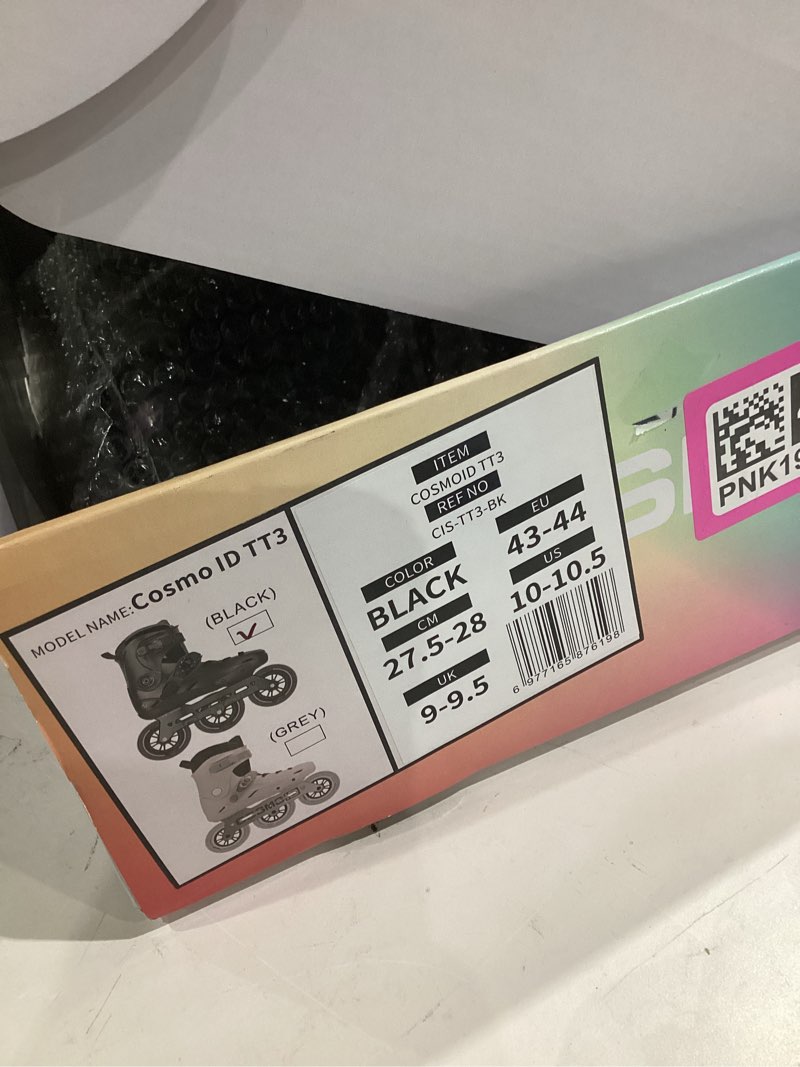 MODEL NAME:Cosmo ID TT3
(BLACK)
(GREY)
ITEM
COSMOID TT3
REF NO
CIS-TT3-BK
COLOR
BLACK
CM
27.5-28
UK
9-9.5
EU
43-44
US
10-10.5
6 977165 876198